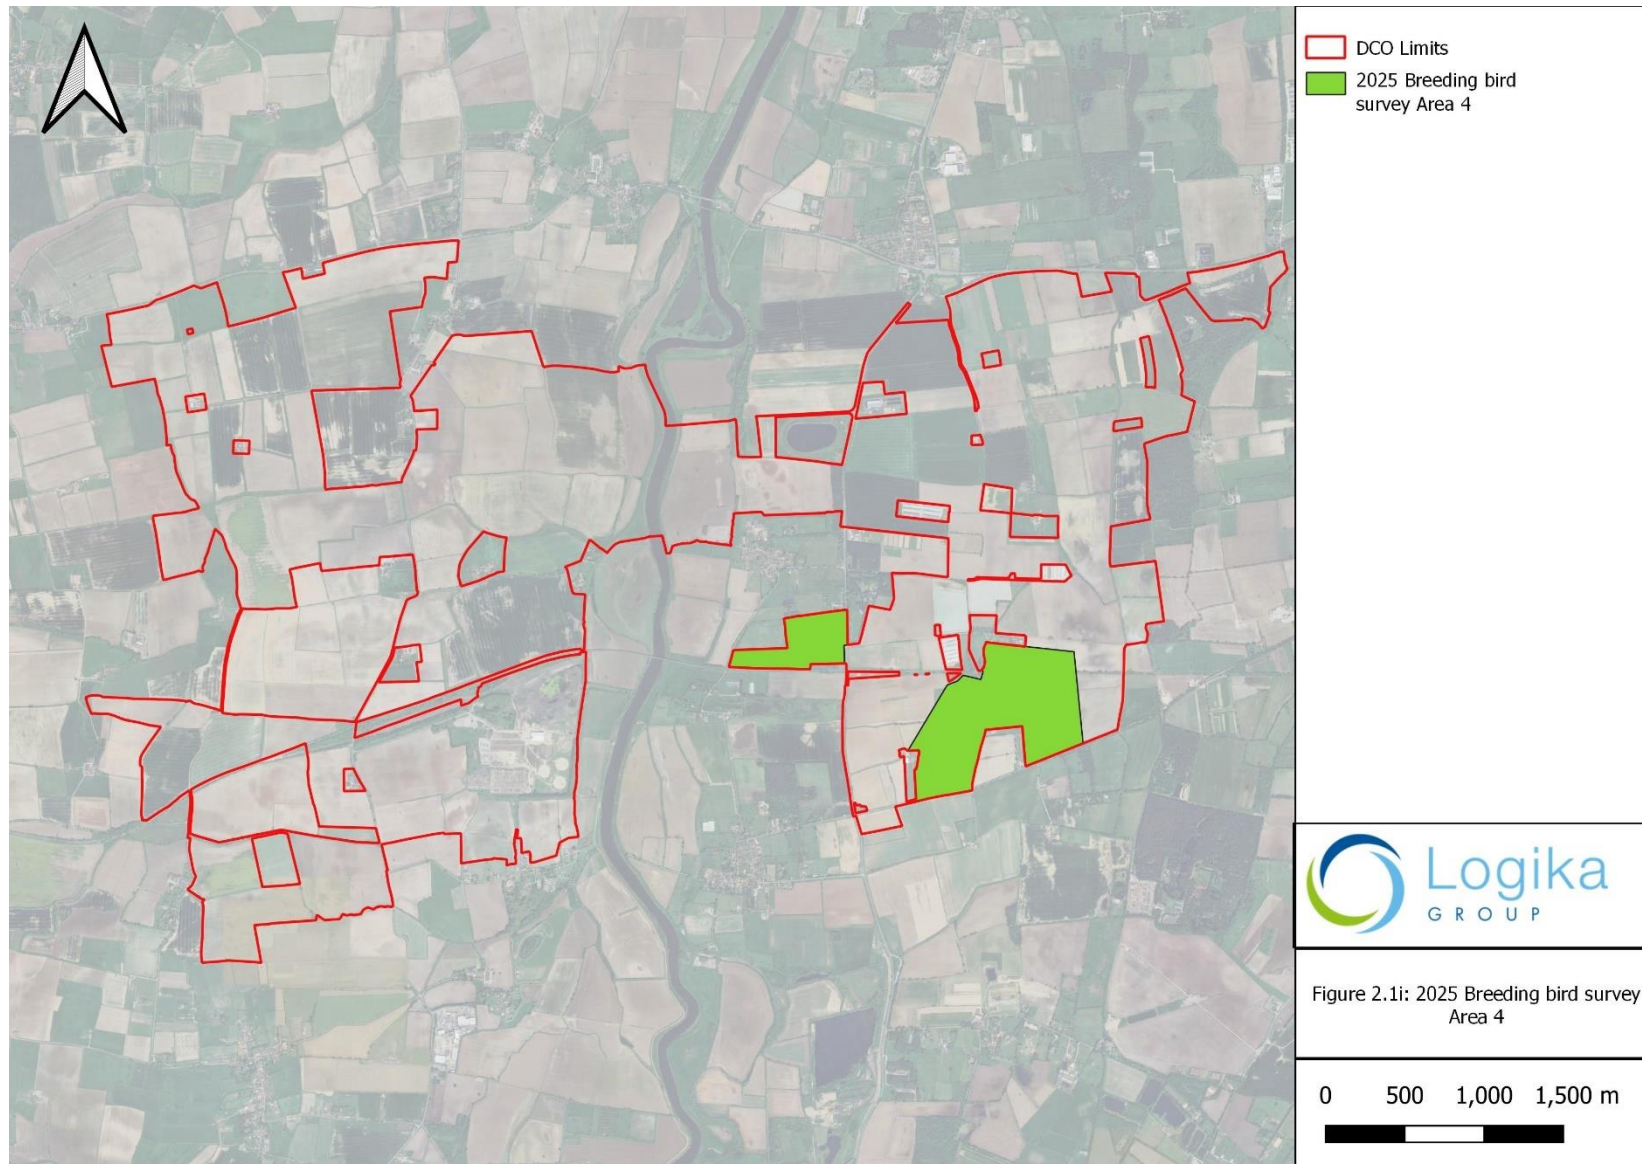 DCO Limits
2025 Breeding bird
survey Area 4
Logika
GROUP
Figure 2.1i: 2025 Breeding bird survey
Area 4
0 500 1,000 1,500 m